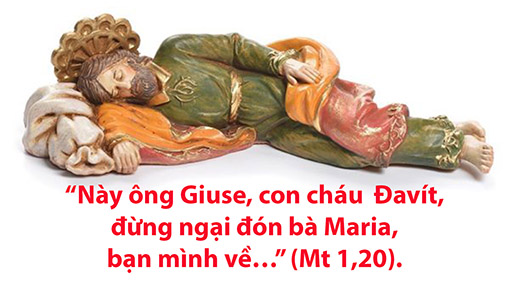 “Này ông Giuse, con cháu Đavít,
đừng ngại đón bà Maria,
bạn mình về...” (Mt 1,20).